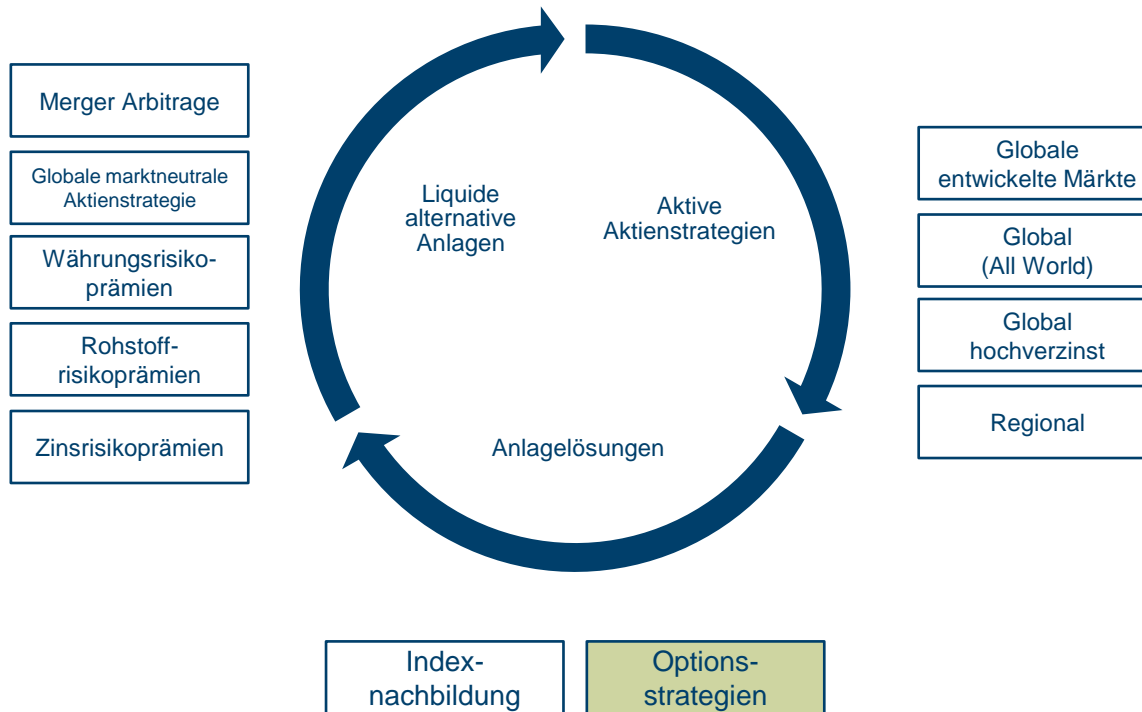 Merger Arbitrage
Globale marktneutrale
Aktienstrategie
Währungsrisiko-
prämien
Rohstoff-
risikoprämien
Zinsrisikoprämien
Liquide
alternative
Anlagen
Aktive
Aktienstrategien
Anlagelösungen
Globale
entwickelte Märkte
Global
(All World)
Global
hochverzinst
Regional
Index-
nachbildung
Options-
strategien